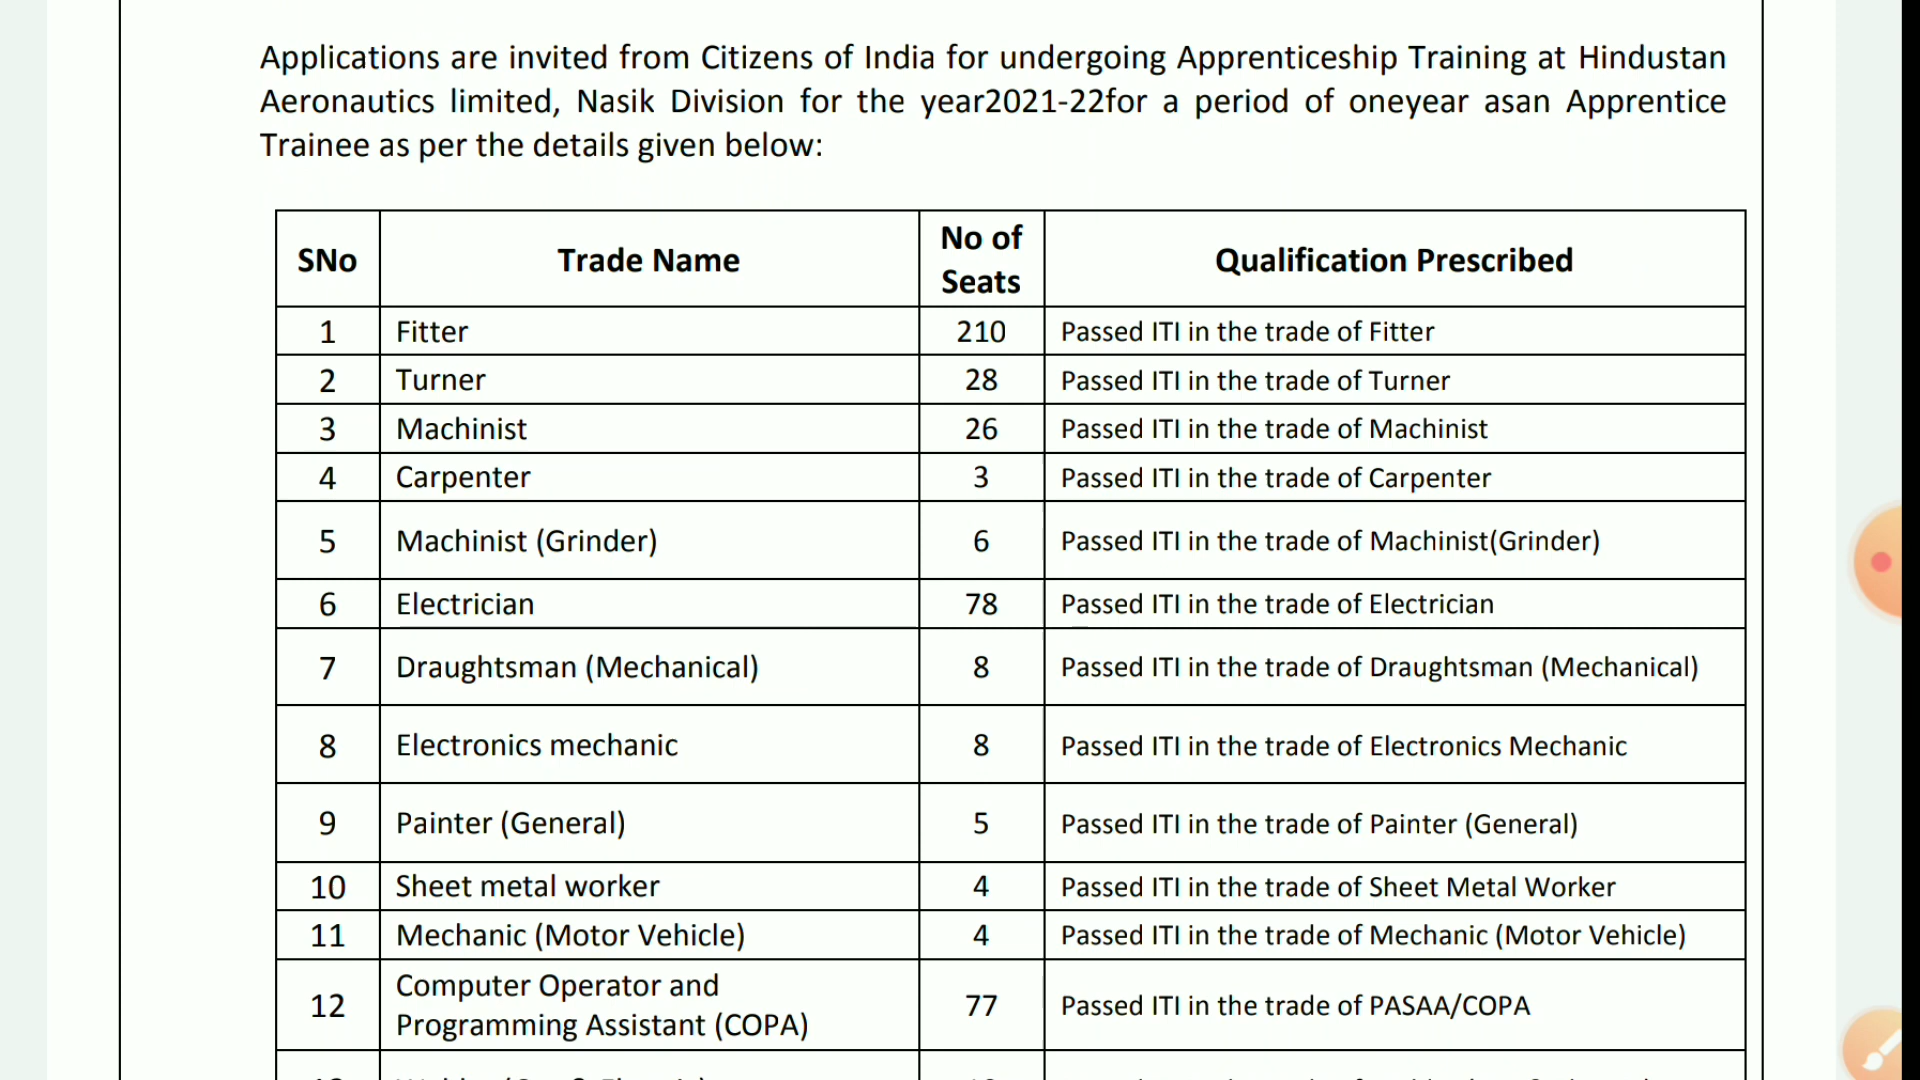 Applications are invited from Citizens of India for undergoing Apprenticeship Training at Hindustan
Aeronautics limited, Nasik Division for the year2021-22for a period of oneyear asan Apprentice
Trainee as per the details given below:
SNo Trade Name No of Seats Qualification Prescribed
1 Fitter 210 Passed ITI in the trade of Fitter
2 Turner 28 Passed ITI in the trade of Turner
3 Machinist 26 Passed ITI in the trade of Machinist
4 Carpenter 3 Passed ITI in the trade of Carpenter
5 Machinist (Grinder) 6 Passed ITI in the trade of Machinist(Grinder)
6 Electrician 78 Passed ITI in the trade of Electrician
7 Draughtsman (Mechanical) 8 Passed ITI in the trade of Draughtsman (Mechanical)
8 Electronics mechanic 8 Passed ITI in the trade of Electronics Mechanic
9 Painter (General) 5 Passed ITI in the trade of Painter (General)
10 Sheet metal worker 4 Passed ITI in the trade of Sheet Metal Worker
11 Mechanic (Motor Vehicle) 4 Passed ITI in the trade of Mechanic (Motor Vehicle)
12 Computer Operator and
Programming Assistant (COPA) 77 Passed ITI in the trade of PASAA/COPA